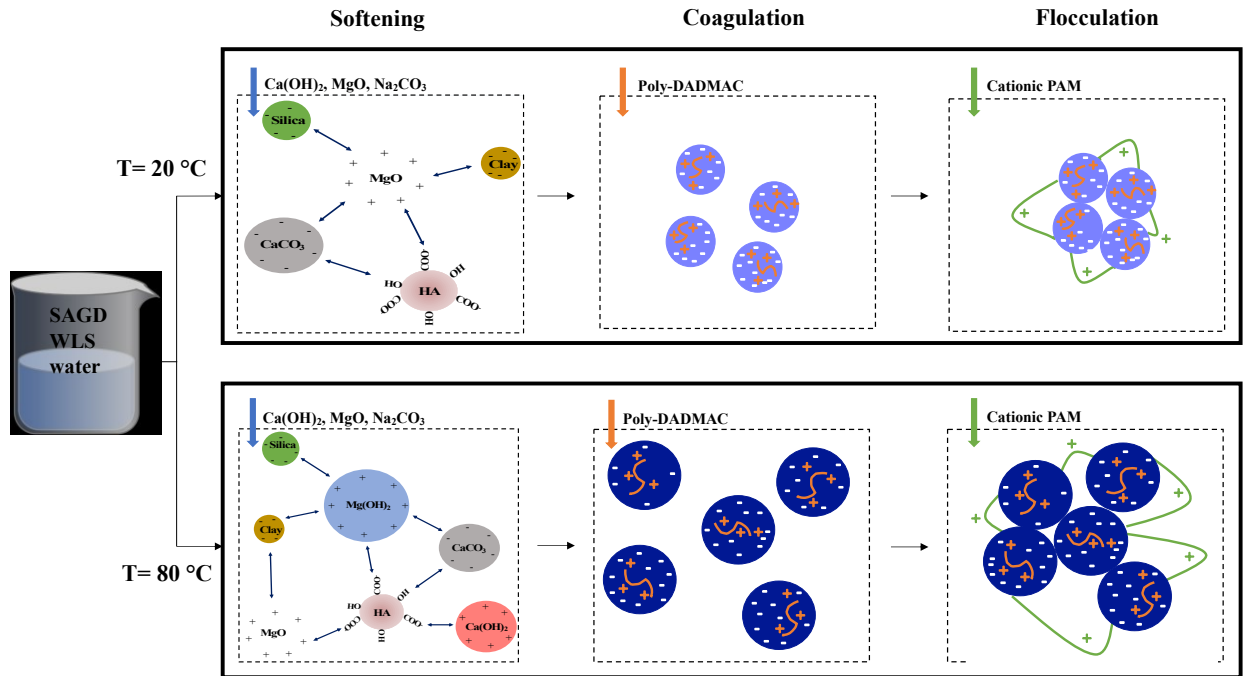 Softening
Coagulation
Flocculation
Ca(OH)₂, MgO, Na₂CO₃
Poly-DADMAC
Cationic PAM
T= 20 °C
Silica
MgO
Clay
CaCO₃
COO⁻
OH
HO
HA
COO⁻
COO⁻
OH
SAGD
WLS
water
Ca(OH)₂, MgO, Na₂CO₃
Poly-DADMAC
Cationic PAM
T= 80 °C
Silica
Mg(OH)₂
Clay
CaCO₃
COO⁻
OH
HO
HA
COO⁻
COO⁻
OH
MgO
Ca(OH)₂